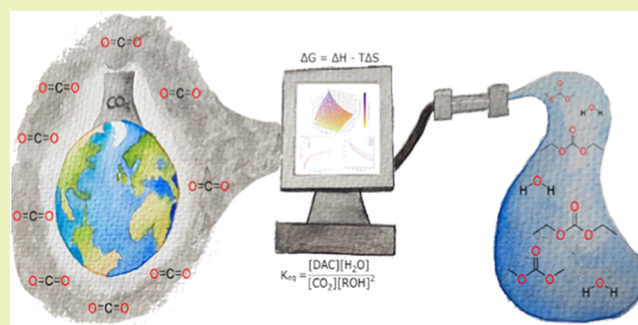 O=C=O
O=C=O
O=C=O
O=C=O
O=C=O
O=C=O
O=C=O
O=C=O
O=C=O
O=C=O
CO₂
ΔG = ΔH - TΔS
K_eq = [DAC][H₂O]
[CO₂][ROH]²
O
O O
H O H
O
O O
H O H
O
O O
O
O O
H O H